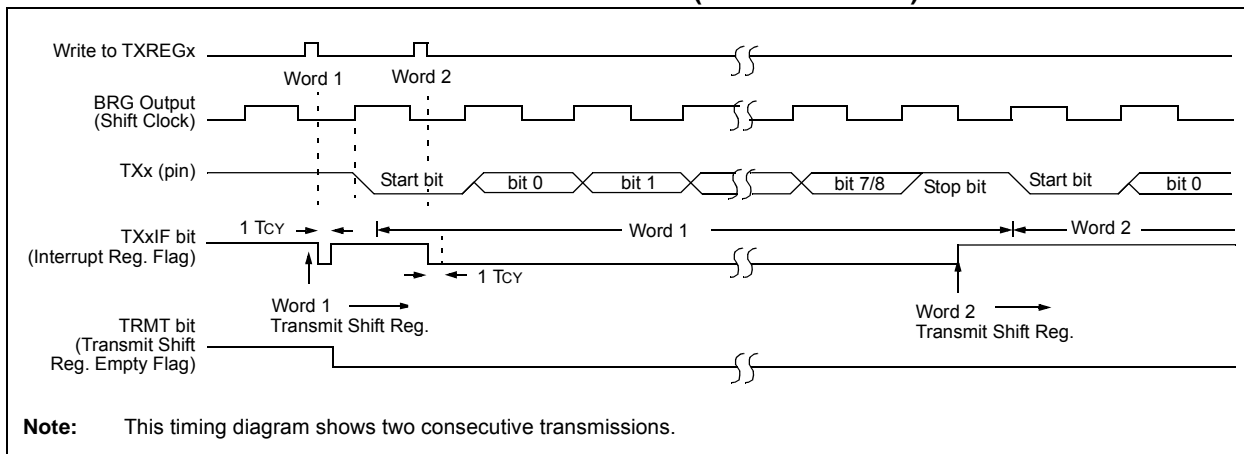 Write to TXREGx
Word 1
Word 2
BRG Output
(Shift Clock)
TXx (pin)
Start bit
bit 0
bit 1
bit 7/8
Stop bit
Start bit
bit 0
1 TCY
Word 1
Word 2
TXxIF bit
(Interrupt Reg. Flag)
1 TCY
Word 1
Transmit Shift Reg.
Word 2
Transmit Shift Reg.
TRMT bit
(Transmit Shift
Reg. Empty Flag)
Note: This timing diagram shows two consecutive transmissions.